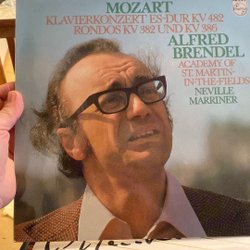 MOZART
KLAVIERKONZERT ES-DUR KV 482
RONDOS KV 382 UND KV 386
ALFRED BRENDEL
ACADEMY OF
ST. MARTIN-
IN-THE-FIELDS
NEVILLE
MARRINER